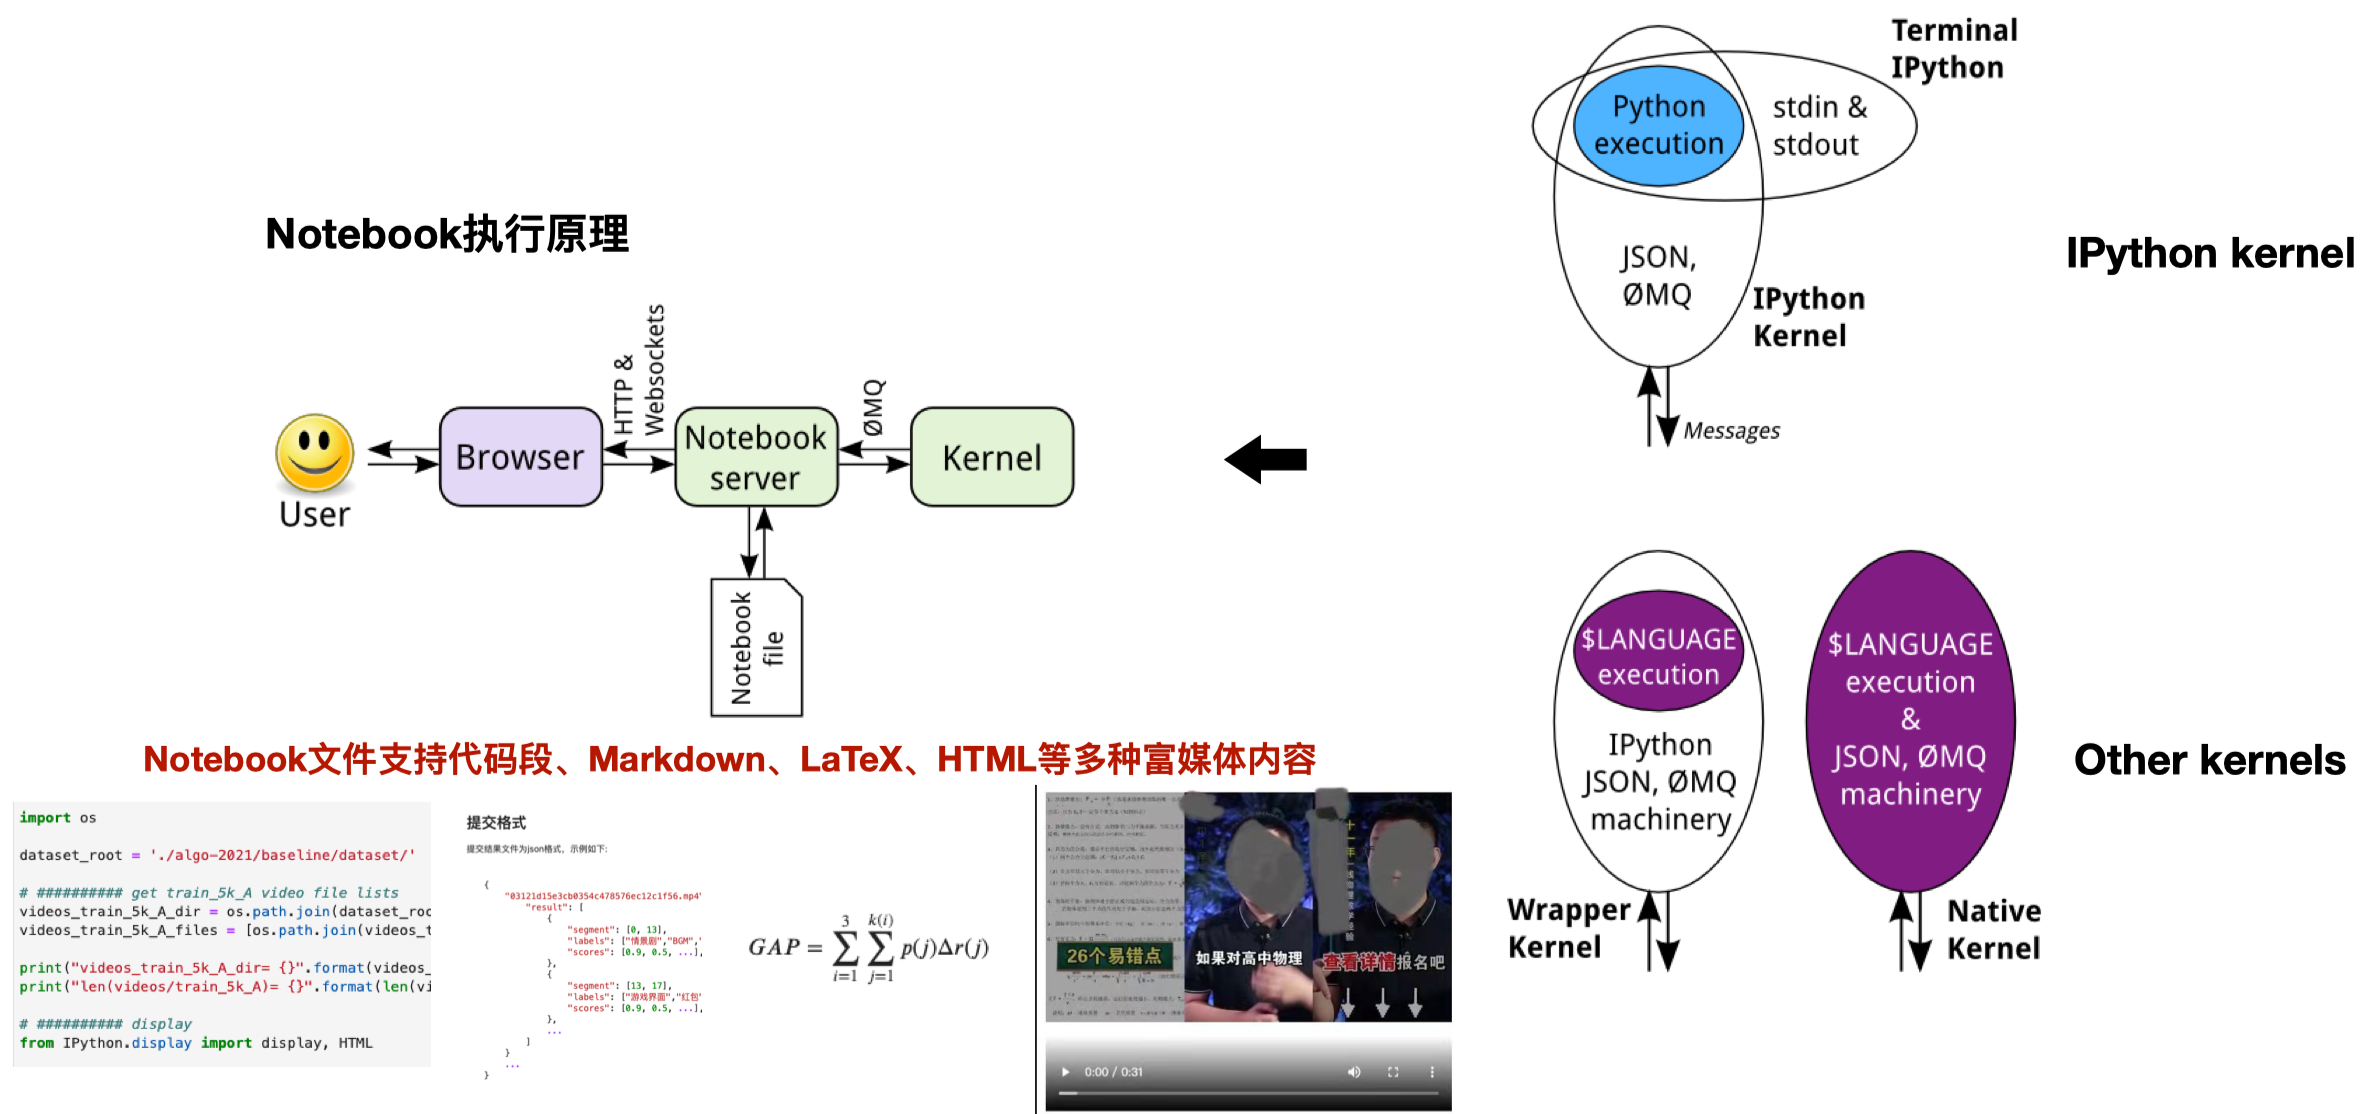 Notebook执行原理
User
Browser
HTTP &
Websockets
Notebook
server
ØMQ
Kernel
Notebook
file
Terminal
IPython
Python
execution
stdin &
stdout
JSON,
ØMQ
IPython
Kernel
Messages
IPython kernel
$LANGUAGE
execution
IPython
JSON, ØMQ
machinery
Wrapper
Kernel
$LANGUAGE
execution
&
JSON, ØMQ
machinery
Native
Kernel
Other kernels
Notebook文件支持代码段、Markdown、LaTeX、HTML等多种富媒体内容
import os
dataset_root = './algo-2021/baseline/dataset/'
# ########## get train_5k_A video file lists
videos_train_5k_A_dir = os.path.join(dataset_roo
videos_train_5k_A_files = [os.path.join(videos_t
print("videos_train_5k_A_dir= {}".format(videos_
print("len(videos/train_5k_A)= {}".format(len(vi
# ########## display
from IPython.display import display, HTML
提交格式
提交结果文件为json格式，示例如下:
{
"03121d15e3cb0354c478576ec12c1f56.mp4"
"result": [
{
"segment": [0, 13],
"labels": ["情景剧","BGM","
"scores": [0.9, 0.5, ...],
},
{
"segment": [13, 17],
"labels": ["游戏界面","红包"
"scores": [0.9, 0.5, ...],
},
...
]
}
...
}
GAP = ∑_{i=1}^{3} ∑_{j=1}^{k(i)} p(j)Δr(j)
26个易错点
如果对高中物理
十一年一线
查看详情报名吧
0:00 / 0:31